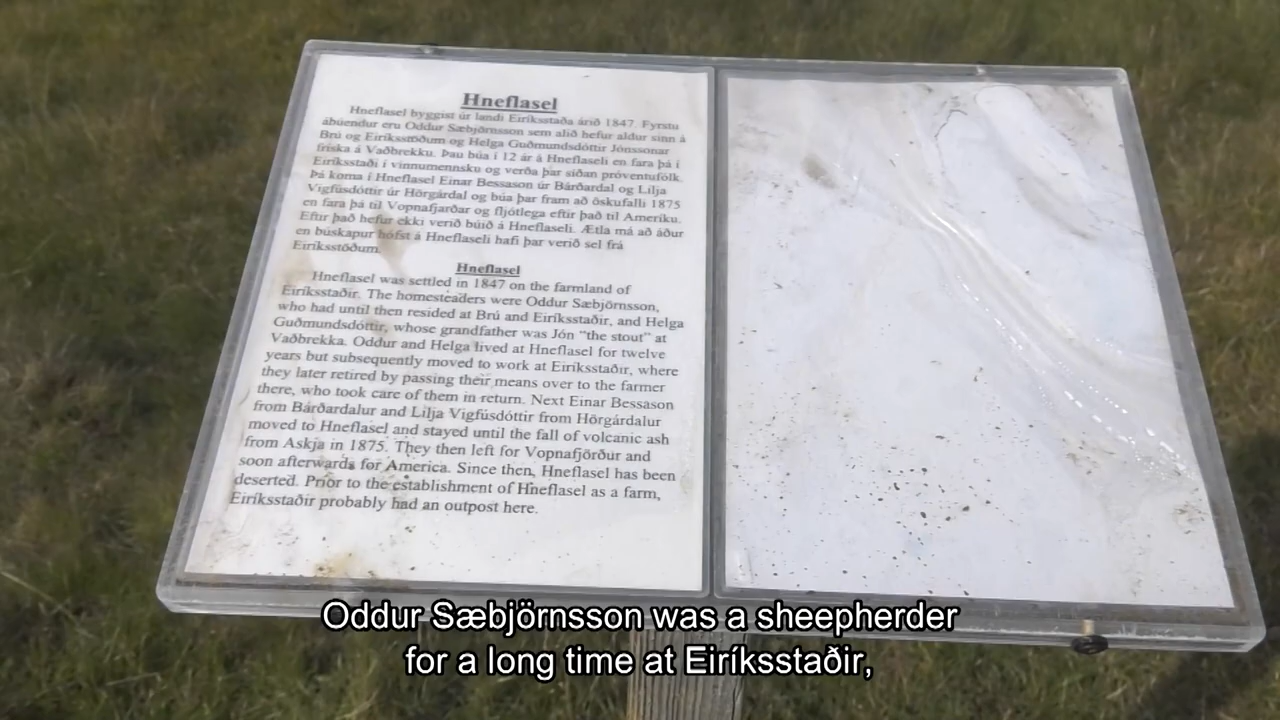 Hneflasel
Hneflasel byggist úr landi Eiríksstaða árið 1847. Fyrstu
ábúendur eru Oddur Sæbjörnsson sem alið hefur aldur sinn á
Brú og Eiríksstöðum og Helga Guðmundsdóttir Jónssonar
fríska á Vaðbrekku. Þau búa í 12 ár á Hneflaseli en fara þá í
Eiríksstaði í vinnumennsku og verða þar síðan próventufólk.
Þá koma í Hneflasel Einar Bessason úr Bárðardal og Lilja
Vigfúsdóttir úr Hörgárdal og búa þar fram að öskufalli 1875
en fara þá til Vopnafjarðar og fljótlega eftir það til Ameríku.
Eftir það hefur ekki verið búið á Hneflaseli. Ætla má að áður
en búskapur hófst á Hneflaseli hafi þar verið sel frá
Eiríksstöðum.
Hneflasel
Hneflasel was settled in 1847 on the farmland of
Eiríksstaðir. The homesteaders were Oddur Sæbjörnsson,
who had until then resided at Brú and Eiríksstaðir, and Helga
Guðmundsdóttir, whose grandfather was Jón “the stout” at
Vaðbrekka. Oddur and Helga lived at Hneflasel for twelve
years but subsequently moved to work at Eiríksstaðir, where
they later retired by passing their means over to the farmer
there, who took care of them in return. Next Einar Bessason
from Bárðardalur and Lilja Vigfúsdóttir from Hörgárdalur
moved to Hneflasel and stayed until the fall of volcanic ash
from Askja in 1875. They then left for Vopnafjörður and
soon afterwards for America. Since then, Hneflasel has been
deserted. Prior to the establishment of Hneflasel as a farm,
Eiríksstaðir probably had an outpost here.
Oddur Sæbjörnsson was a sheepherder
for a long time at Eiríksstaðir,